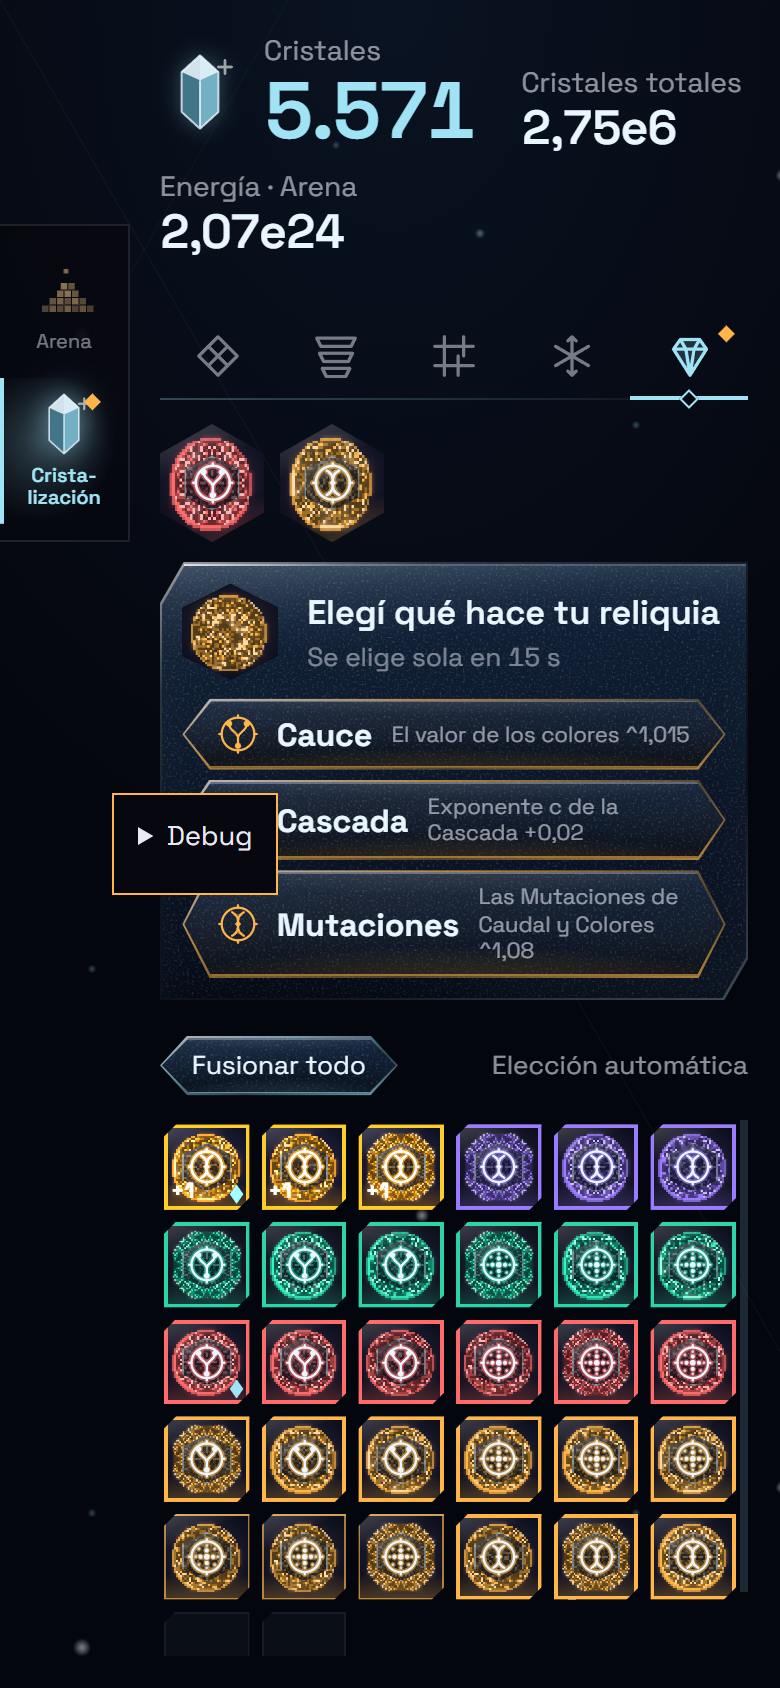 Cristales
5.571
Cristales totales
2,75e6
Energía · Arena
2,07e24
Arena
Crista-
lización
Elegí qué hace tu reliquia
Se elige sola en 15 s
Cauce
El valor de los colores ^1,015
Cascada
Exponente c de la
Cascada +0,02
▶ Debug
Mutaciones
Las Mutaciones de
Caudal y Colores
^1,08
Fusionar todo
Elección automática
+1
+1
+1